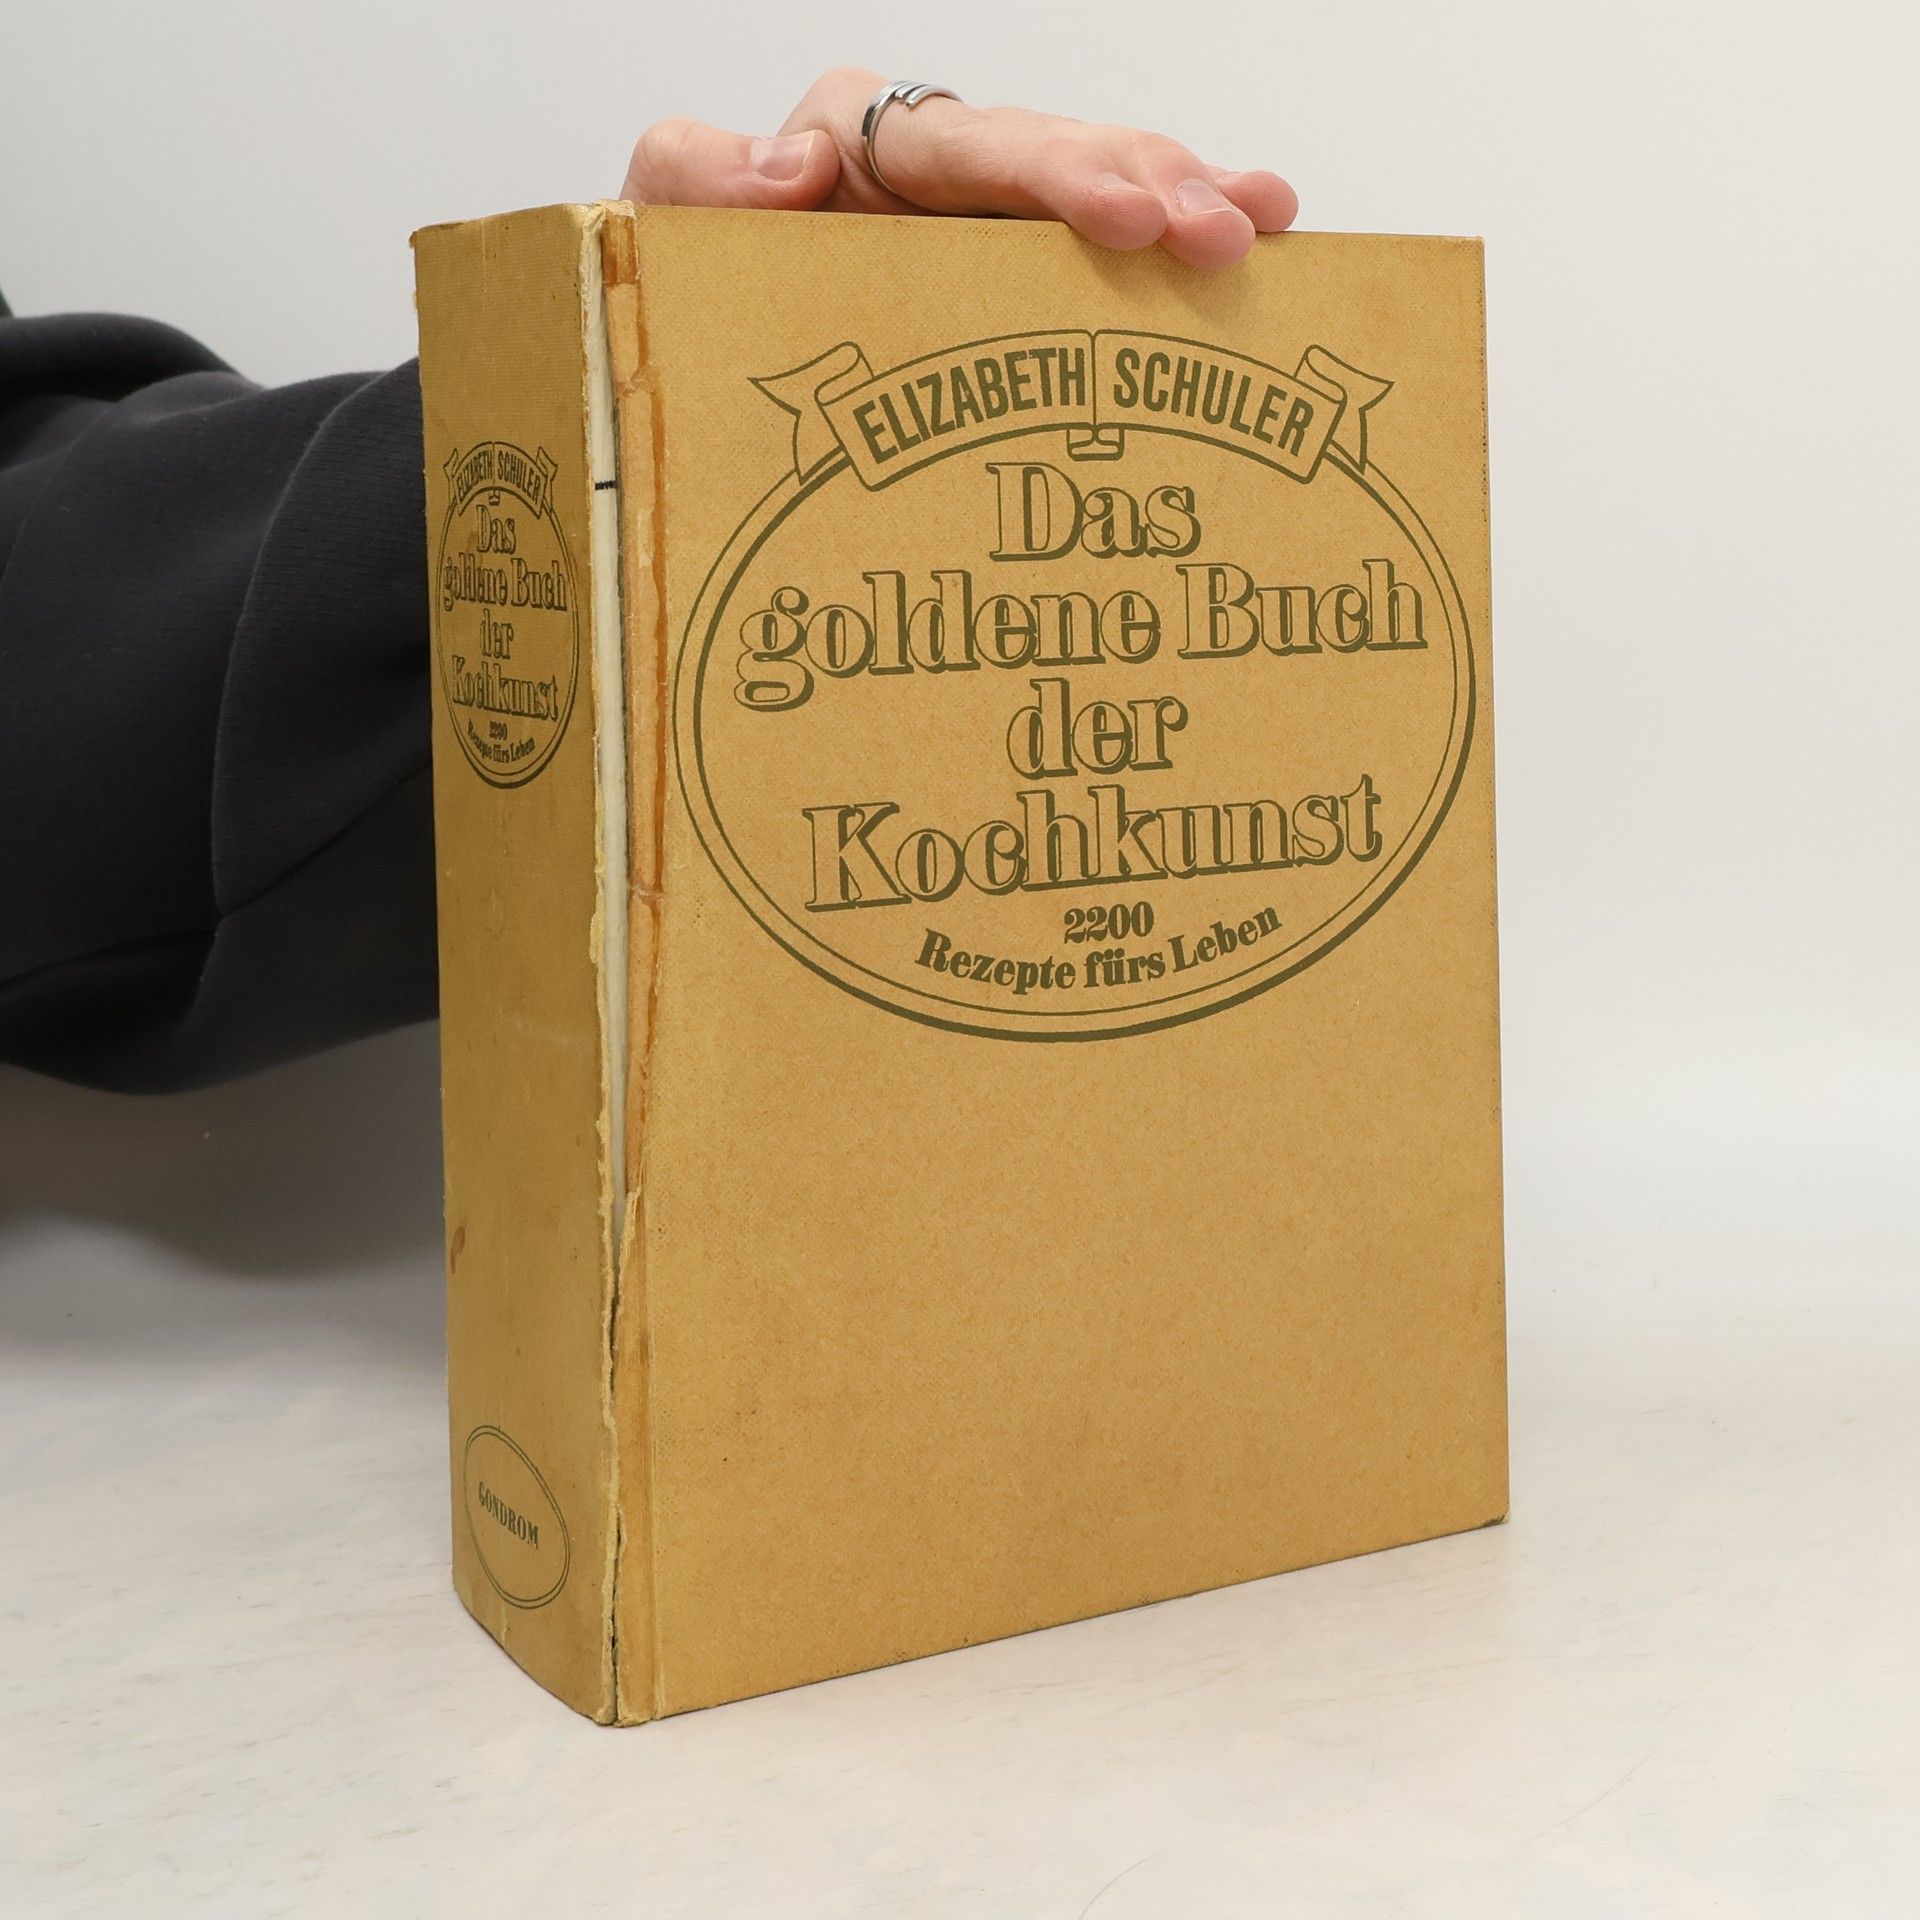 ELIZABETH SCHULER
Das
goldene Buch
der
Kochkunst
2200
Rezepte fürs Leben
GONDROM
ELIZABETH SCHULER
Das
goldene Buch
der
Kochkunst
2200
Rezepte fürs Leben